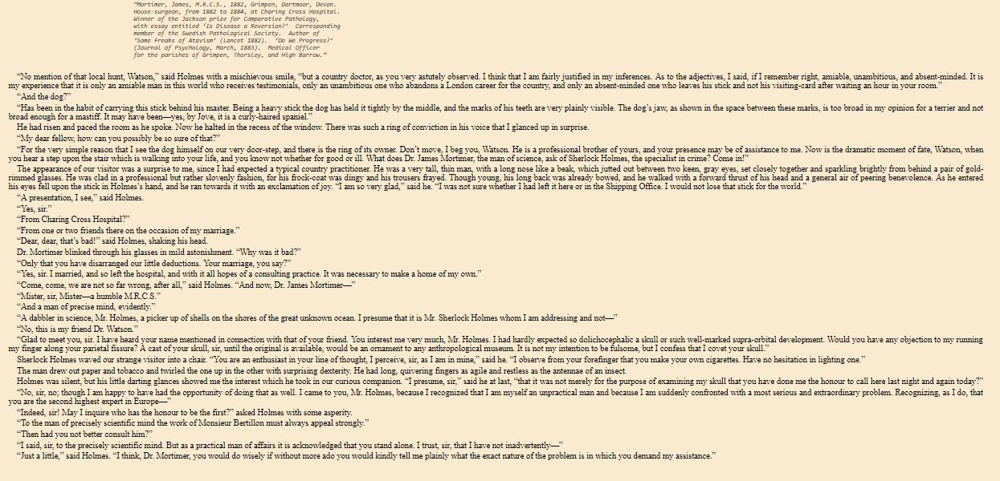 “Mortimer, James, M.R.C.S., 1882, Grimpen, Dartmoor, Devon.
House-surgeon, from 1882 to 1884, at Charing Cross Hospital.
Winner of the Jackson prize for Comparative Pathology,
with essay entitled ‘Is Disease a Reversion?’ Corresponding
member of the Swedish Pathological Society. Author of
‘Some Freaks of Atavism’ (Lancet 1882). ‘Do We Progress?’
(Journal of Psychology, March, 1883). Medical Officer
for the parishes of Grimpen, Thorsley, and High Barrow.”
“No mention of that local hunt, Watson,” said Holmes with a mischievous smile, “but a country doctor, as you very astutely observed. I think that I am fairly justified in my inferences. As to the adjectives, I said, if I remember right, amiable, unambitious, and absent-minded. It is
my experience that it is only an amiable man in this world who receives testimonials, only an unambitious one who abandons a London career for the country, and only an absent-minded one who leaves his stick and not his visiting-card after waiting an hour in your room.”
“And the dog?”
“Has been in the habit of carrying this stick behind his master. Being a heavy stick the dog has held it tightly by the middle, and the marks of his teeth are very plainly visible. The dog’s jaw, as shown in the space between these marks, is too broad in my opinion for a terrier and not
broad enough for a mastiff. It may have been—yes, by Jove, it is a curly-haired spaniel.”
He had risen and paced the room as he spoke. Now he halted in the recess of the window. There was such a ring of conviction in his voice that I glanced up in surprise.
“My dear fellow, how can you possibly be so sure of that?”
“For the very simple reason that I see the dog himself on our very door-step, and there is the ring of its owner. Don’t move, I beg you, Watson. He is a professional brother of yours, and your presence may be of assistance to me. Now is the dramatic moment of fate, Watson, when
you hear a step upon the stair which is walking into your life, and you know not whether for good or ill. What does Dr. James Mortimer, the man of science, ask of Sherlock Holmes, the specialist in crime? Come in!”
The appearance of our visitor was a surprise to me, since I had expected a typical country practitioner. He was a very tall, thin man, with a long nose like a beak, which jutted out between two keen, gray eyes, set closely together and sparkling brightly from behind a pair of gold-
rimmed glasses. He was clad in a professional but rather slovenly fashion, for his frock-coat was dingy and his trousers frayed. Though young, his long back was already bowed, and he walked with a forward thrust of his head and a general air of peering benevolence. As he entered
his eyes fell upon the stick in Holmes’s hand, and he ran towards it with an exclamation of joy. “I am so very glad,” said he. “I was not sure whether I had left it here or in the Shipping Office. I would not lose that stick for the world.”
“A presentation, I see,” said Holmes.
“Yes, sir.”
“From Charing Cross Hospital?”
“From one or two friends there on the occasion of my marriage.”
“Dear, dear, that’s bad!” said Holmes, shaking his head.
Dr. Mortimer blinked through his glasses in mild astonishment. “Why was it bad?”
“Only that you have disarranged our little deductions. Your marriage, you say?”
“Yes, sir. I married, and so left the hospital, and with it all hopes of a consulting practice. It was necessary to make a home of my own.”
“Come, come, we are not so far wrong, after all,” said Holmes. “And now, Dr. James Mortimer—”
“Mister, sir, Mister—a humble M.R.C.S.”
“And a man of precise mind, evidently.”
“A dabbler in science, Mr. Holmes, a picker up of shells on the shores of the great unknown ocean. I presume that it is Mr. Sherlock Holmes whom I am addressing and not—”
“No, this is my friend Dr. Watson.”
“Glad to meet you, sir. I have heard your name mentioned in connection with that of your friend. You interest me very much, Mr. Holmes. I had hardly expected so dolichocephalic a skull or such well-marked supra-orbital development. Would you have any objection to my running
my finger along your parietal fissure? A cast of your skull, sir, until the original is available, would be an ornament to any anthropological museum. It is not my intention to be fulsome, but I confess that I covet your skull.”
Sherlock Holmes waved our strange visitor into a chair. “You are an enthusiast in your line of thought, I perceive, sir, as I am in mine,” said he. “I observe from your forefinger that you make your own cigarettes. Have no hesitation in lighting one.”
The man drew out paper and tobacco and twirled the one up in the other with surprising dexterity. He had long, quivering fingers as agile and restless as the antennae of an insect.
Holmes was silent, but his little darting glances showed me the interest which he took in our curious companion. “I presume, sir,” said he at last, “that it was not merely for the purpose of examining my skull that you have done me the honour to call here last night and again today?”
“No, sir, no; though I am happy to have had the opportunity of doing that as well. I came to you, Mr. Holmes, because I recognized that I am myself an unpractical man and because I am suddenly confronted with a most serious and extraordinary problem. Recognizing, as I do, that
you are the second highest expert in Europe—”
“Indeed, sir! May I inquire who has the honour to be the first?” asked Holmes with some asperity.
“To the man of precisely scientific mind the work of Monsieur Bertillon must always appeal strongly.”
“Then had you not better consult him?”
“I said, sir, to the precisely scientific mind. But as a practical man of affairs it is acknowledged that you stand alone. I trust, sir, that I have not inadvertently—”
“Just a little,” said Holmes. “I think, Dr. Mortimer, you would do wisely if without more ado you would kindly tell me plainly what the exact nature of the problem is in which you demand my assistance.”